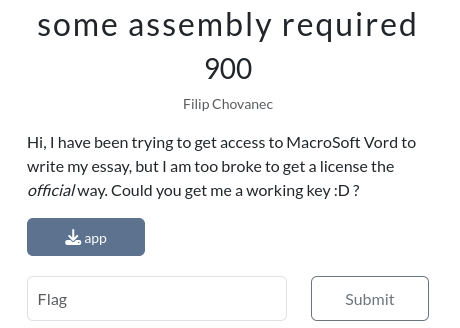 some assembly required
900
Filip Chovanec
Hi, I have been trying to get access to MacroSoft Vord to
write my essay, but I am too broke to get a license the
official way. Could you get me a working key :D ?
app
Flag
Submit